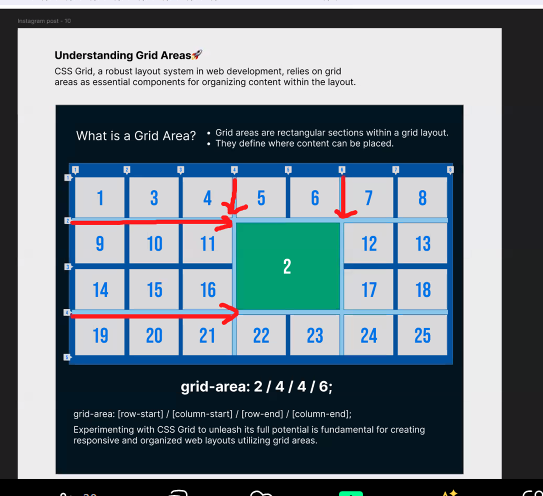 Instagram post - 10
Understanding Grid Areas🚀
CSS Grid, a robust layout system in web development, relies on grid
areas as essential components for organizing content within the layout.
What is a Grid Area?
• Grid areas are rectangular sections within a grid layout.
• They define where content can be placed.
1 2 3 4 5 6 7 8
1
1 3 4 5 6 7 8
2
9 10 11 2 12 13
3
14 15 16 17 18
4
19 20 21 22 23 24 25
5
grid-area: 2 / 4 / 4 / 6;
grid-area: [row-start] / [column-start] / [row-end] / [column-end];
Experimenting with CSS Grid to unleash its full potential is fundamental for creating
responsive and organized web layouts utilizing grid areas.